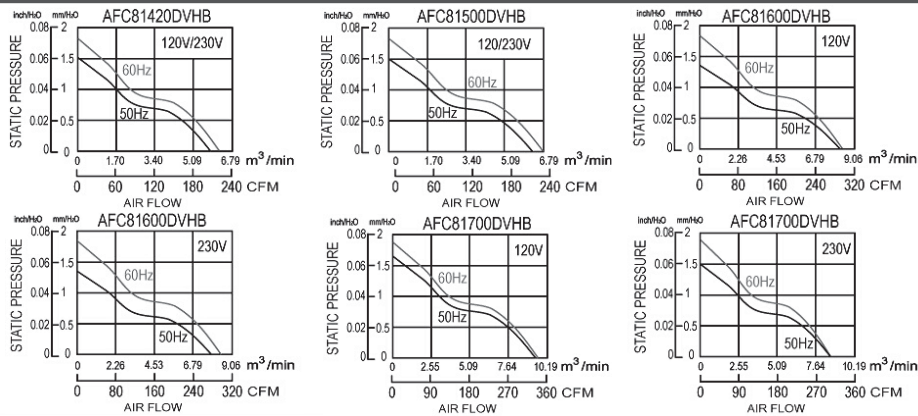 inch/H₂O mm/H₂O AFC81420DVHB
STATIC PRESSURE
0.08 2
0.06 1.5
0.04 1
0.02 0.5
0
120V/230V
60Hz
50Hz
0 1.70 3.40 5.09 6.79 m³/min
0 60 120 180 240 CFM
AIR FLOW
inch/H₂O mm/H₂O AFC81500DVHB
STATIC PRESSURE
0.08 2
0.06 1.5
0.04 1
0.02 0.5
0
120/230V
60Hz
50Hz
0 1.70 3.40 5.09 6.79 m³/min
0 60 120 180 240 CFM
AIR FLOW
inch/H₂O mm/H₂O AFC81600DVHB
STATIC PRESSURE
0.08 2
0.06 1.5
0.04 1
0.02 0.5
0
120V
60Hz
50Hz
0 2.26 4.53 6.79 9.06 m³/min
0 80 160 240 320 CFM
AIR FLOW
inch/H₂O mm/H₂O AFC81600DVHB
STATIC PRESSURE
0.08 2
0.06 1.5
0.04 1
0.02 0.5
0
230V
60Hz
50Hz
0 2.26 4.53 6.79 9.06 m³/min
0 80 160 240 320 CFM
AIR FLOW
inch/H₂O mm/H₂O AFC81700DVHB
STATIC PRESSURE
0.08 2
0.06 1.5
0.04 1
0.02 0.5
0
120V
60Hz
50Hz
0 2.55 5.09 7.64 10.19 m³/min
0 90 180 270 360 CFM
AIR FLOW
inch/H₂O mm/H₂O AFC81700DVHB
STATIC PRESSURE
0.08 2
0.06 1.5
0.04 1
0.02 0.5
0
230V
60Hz
50Hz
0 2.55 5.09 7.64 10.19 m³/min
0 90 180 270 360 CFM
AIR FLOW